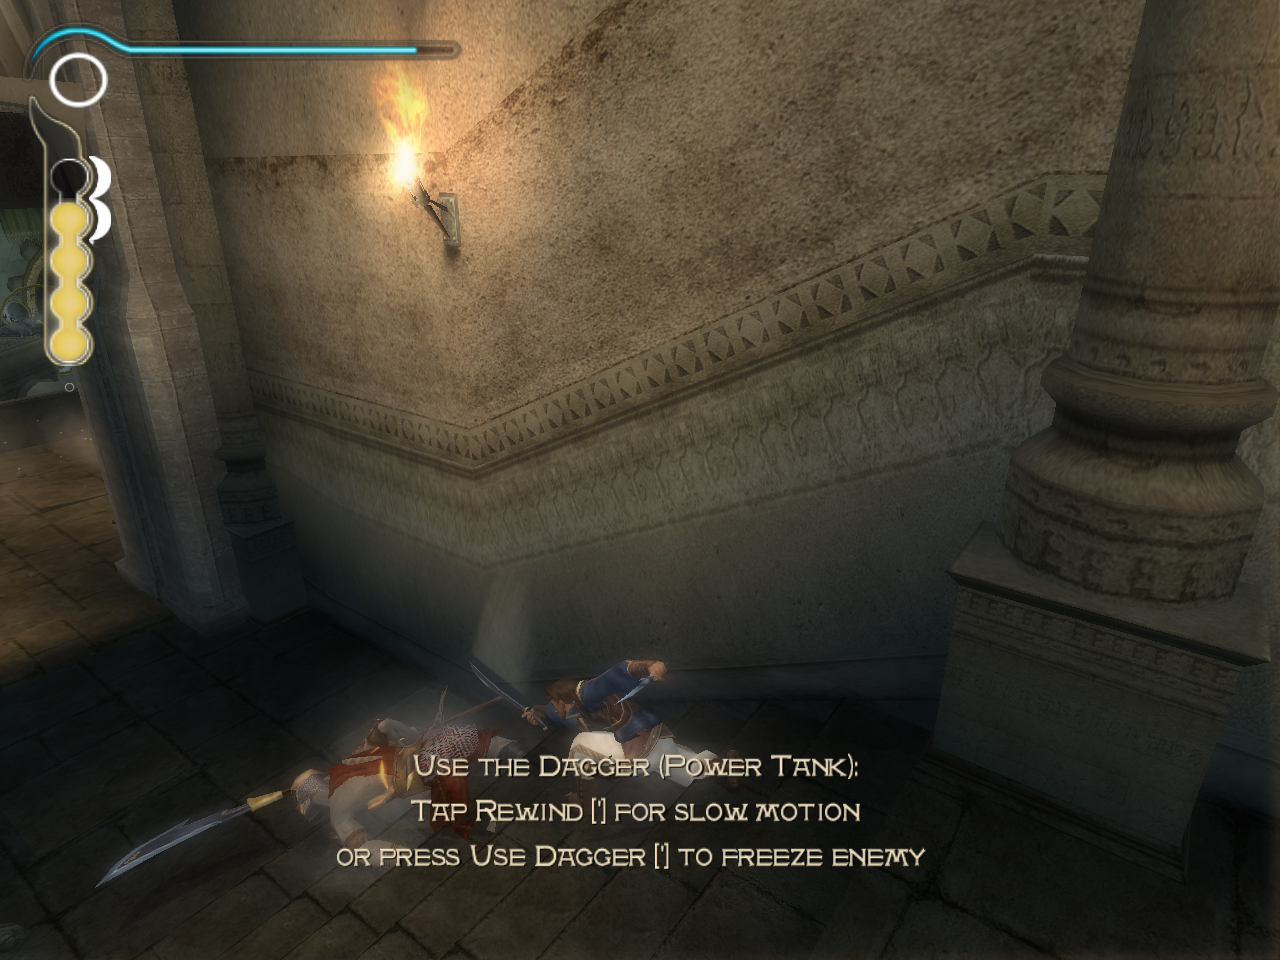 Use the Dagger (Power Tank):
Tap Rewind ['] for slow motion
or press Use Dagger ['] to freeze enemy